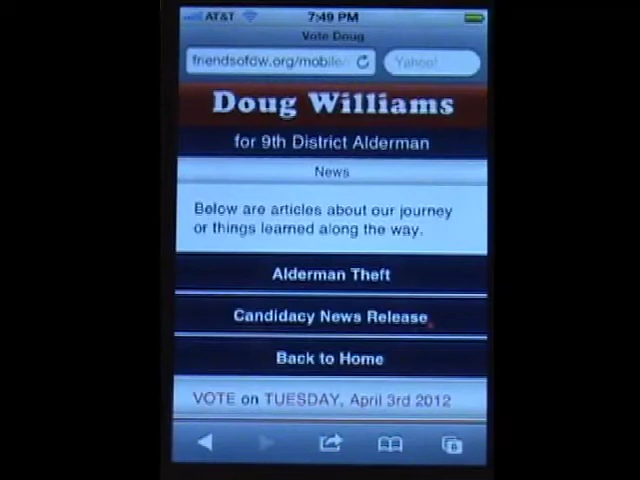 AT&T 7:49 PM
Vote Doug
friendsofdw.org/mobile/ Yahoo!
Doug Williams
for 9th District Alderman
News
Below are articles about our journey
or things learned along the way.
Alderman Theft
Candidacy News Release
Back to Home
VOTE on TUESDAY, April 3rd 2012
8